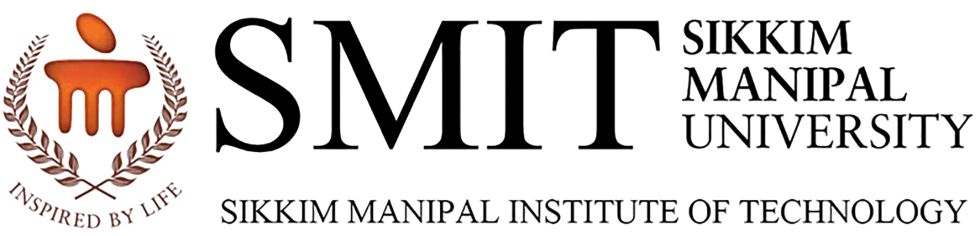 INSPIRED BY LIFE
SMIT
SIKKIM
MANIPAL
UNIVERSITY
SIKKIM MANIPAL INSTITUTE OF TECHNOLOGY